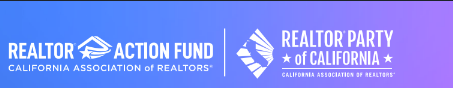 REALTOR® ACTION FUND
CALIFORNIA ASSOCIATION of REALTORS®
REALTOR® PARTY
of CALIFORNIA
CALIFORNIA ASSOCIATION OF REALTORS®